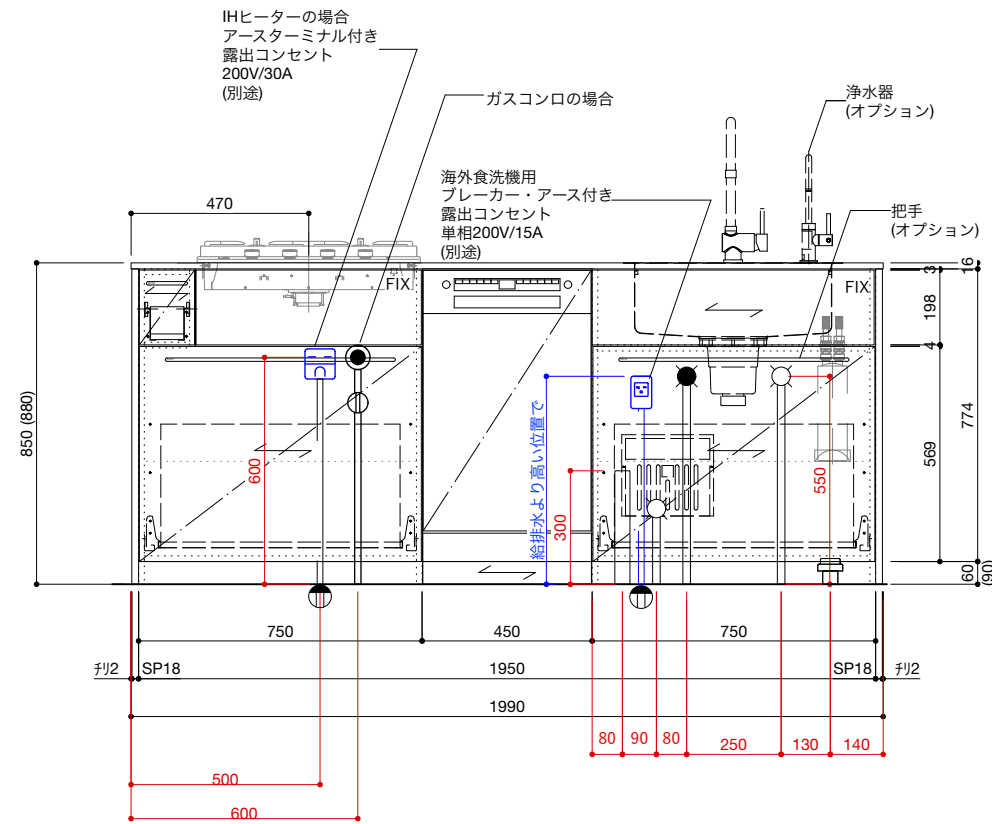 IHヒーターの場合
アースターミナル付き
露出コンセント
200V/30A
(別途)
ガスコンロの場合
浄水器
(オプション)
海外食洗機用
ブレーカー・アース付き
露出コンセント
単相200V/15A
(別途)
把手
(オプション)
470
FIX
FIX
16
3
198
4
850 (880)
774
569
600
給排水より高い位置で
300
550
60
(90)
750
450
750
チリ2
SP18
1950
SP18
チリ2
1990
80
90
80
250
130
140
500
600